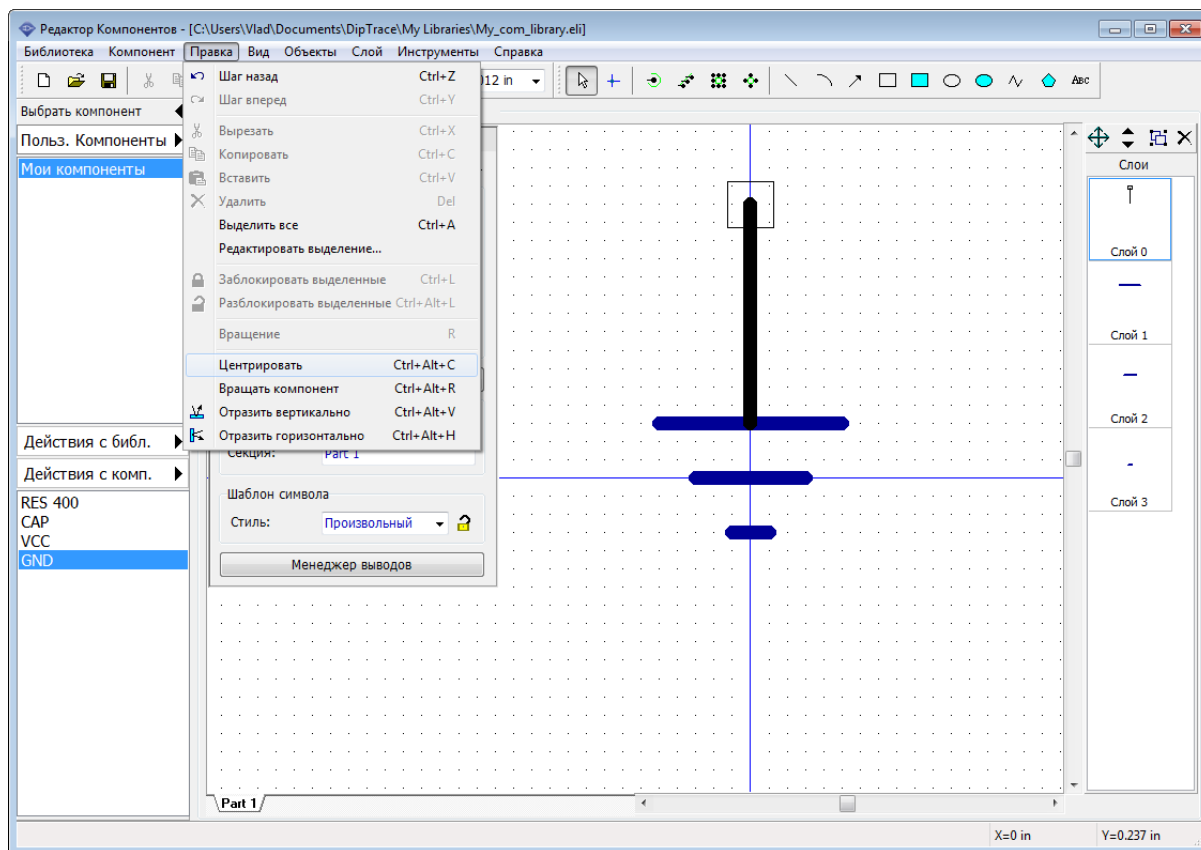 Редактор Компонентов - [C:\Users\Vlad\Documents\DipTrace\My Libraries\My_com_library.eli]
Библиотека Компонент Правка Вид Объекты Слой Инструменты Справка
in
ABC
Выбрать компонент
Польз. Компоненты
Мои компоненты
Действия с библ.
Действия с комп.
RES 400
CAP
VCC
GND
Шаг назад Ctrl+Z
Шаг вперед Ctrl+Y
Вырезать Ctrl+X
Копировать Ctrl+C
Вставить Ctrl+V
Удалить Del
Выделить все Ctrl+A
Редактировать выделение...
Заблокировать выделенные Ctrl+L
Разблокировать выделенные Ctrl+Alt+L
Вращение R
Центрировать Ctrl+Alt+C
Вращать компонент Ctrl+Alt+R
Отразить вертикально Ctrl+Alt+V
Отразить горизонтально Ctrl+Alt+H
Секция: Part 1
Шаблон символа
Стиль: Произвольный
Менеджер выводов
Part 1
Слои
Слой 0
Слой 1
Слой 2
Слой 3
X=0 in Y=0.237 in